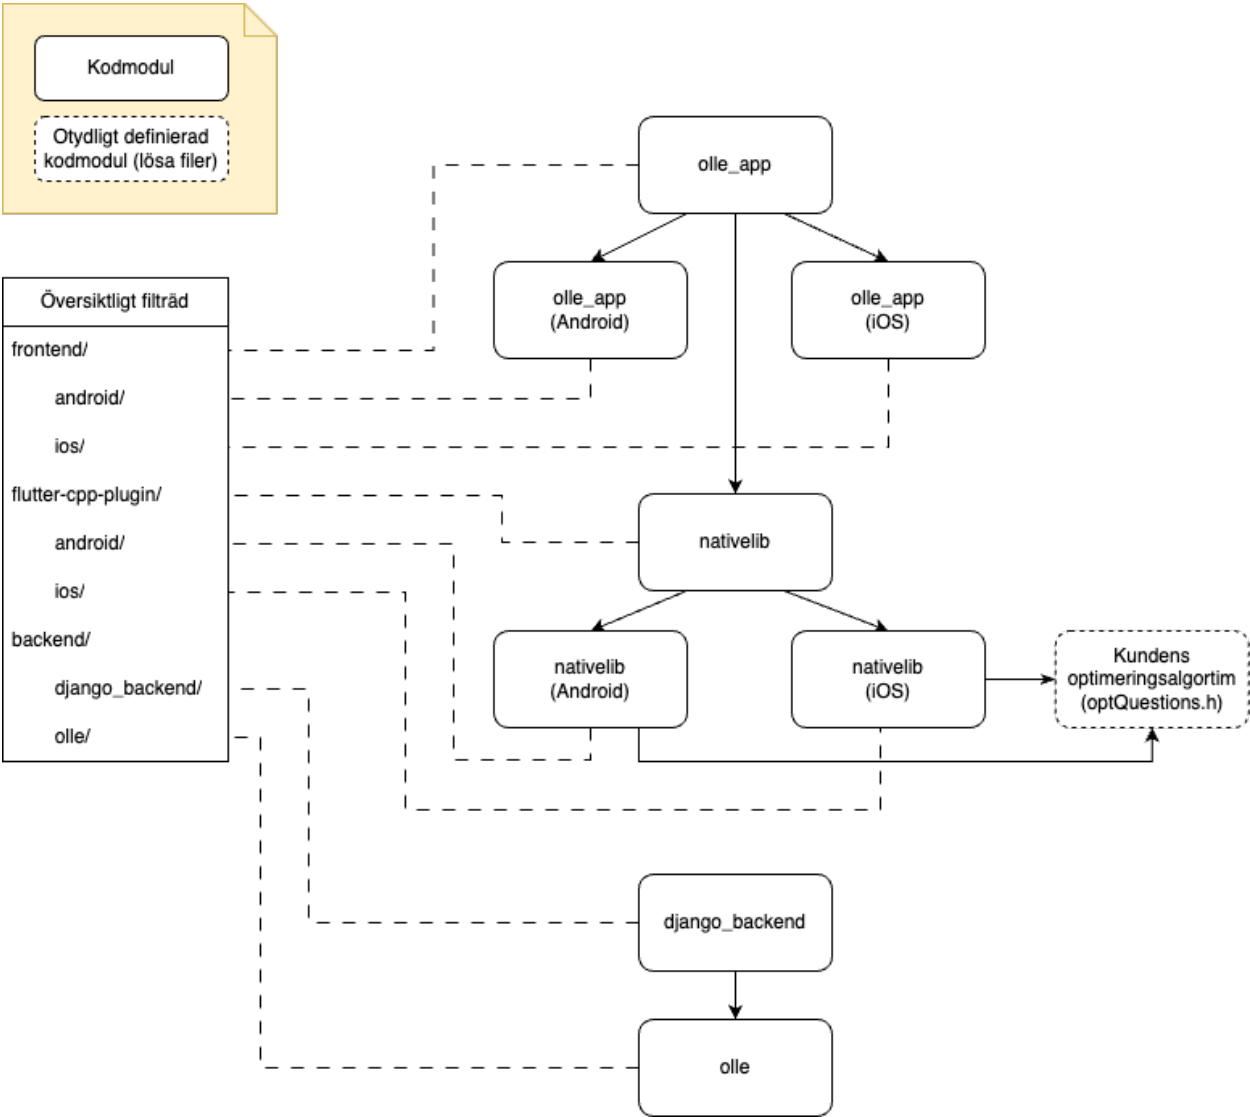 Kodmodul
Otydligt definierad
kodmodul (lösa filer)
Översiktligt filträd
frontend/
android/
ios/
flutter-cpp-plugin/
android/
ios/
backend/
django_backend/
olle/
olle_app
olle_app
(Android)
olle_app
(iOS)
nativelib
nativelib
(Android)
nativelib
(iOS)
Kundens
optimeringsalgortim
(optQuestions.h)
django_backend
olle